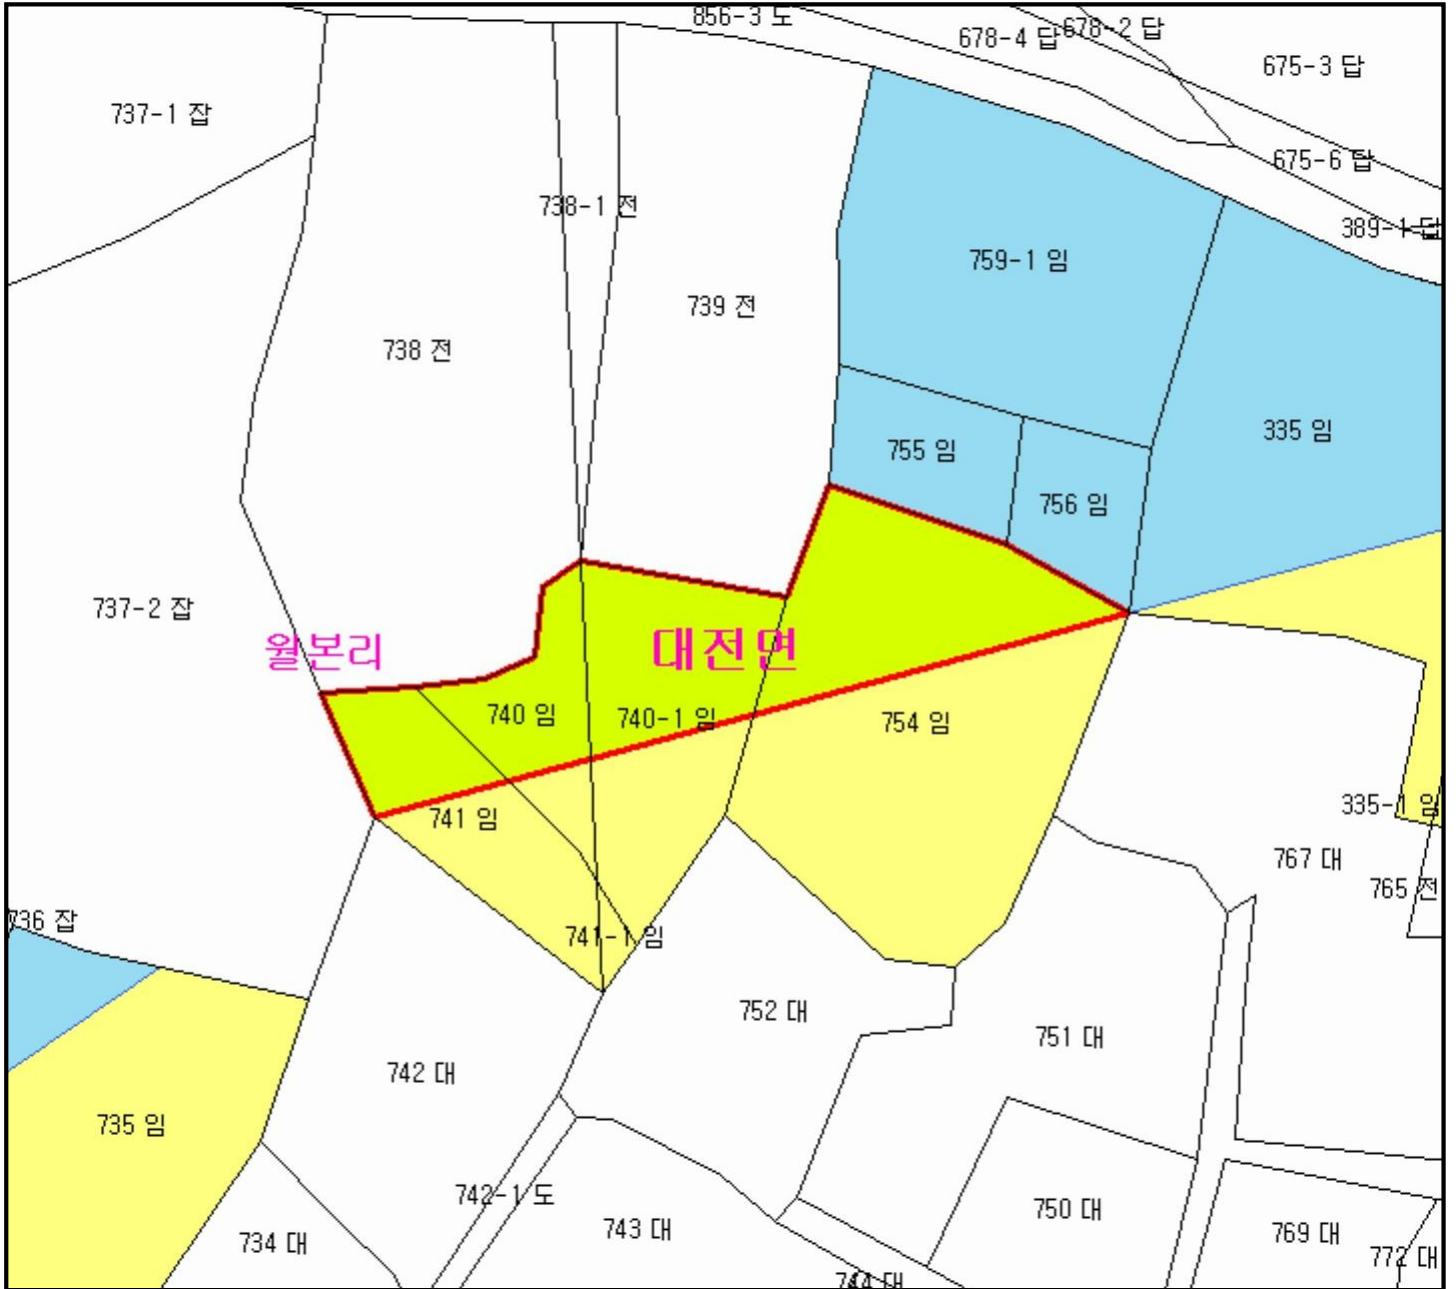 856-3 도
678-2 답
678-4 답
675-3 답
737-1 잡
675-6 답
738-1 전
389-1 답
759-1 임
739 전
738 전
335 임
755 임
756 임
737-2 잡
월본리
대전면
740 임
740-1 임
754 임
335-1 임
741 임
767 대
765 전
736 잡
741-1 임
752 대
751 대
742 대
735 임
742-1 도
750 대
743 대
769 대
734 대
772 대
744 대